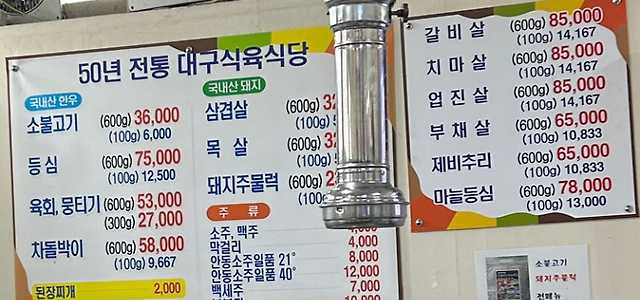 50년 전통 대구식육식당
국내산 한우
소불고기 (600g) 36,000
(100g) 6,000
등심 (600g) 75,000
(100g) 12,500
육회, 뭉티기 (600g) 53,000
(300g) 27,000
차돌박이 (600g) 58,000
(100g) 9,667
된장찌개 2,000
국내산 돼지
삼겹살 (600g)
(100g)
목살 (600g)
(100g)
돼지주물럭 (600g)
(100g)
주류
소주, 맥주 4,000
막걸리 4,000
안동소주일품 21° 8,000
안동소주일품 40° 12,000
백세주 7,000
갈비살 (600g) 85,000
(100g) 14,167
치마살 (600g) 85,000
(100g) 14,167
업진살 (600g) 85,000
(100g) 14,167
부채살 (600g) 65,000
(100g) 10,833
제비추리 (600g) 65,000
(100g) 10,833
마늘등심 (600g) 78,000
(100g) 13,000
소불고기
돼지주물럭
전메뉴